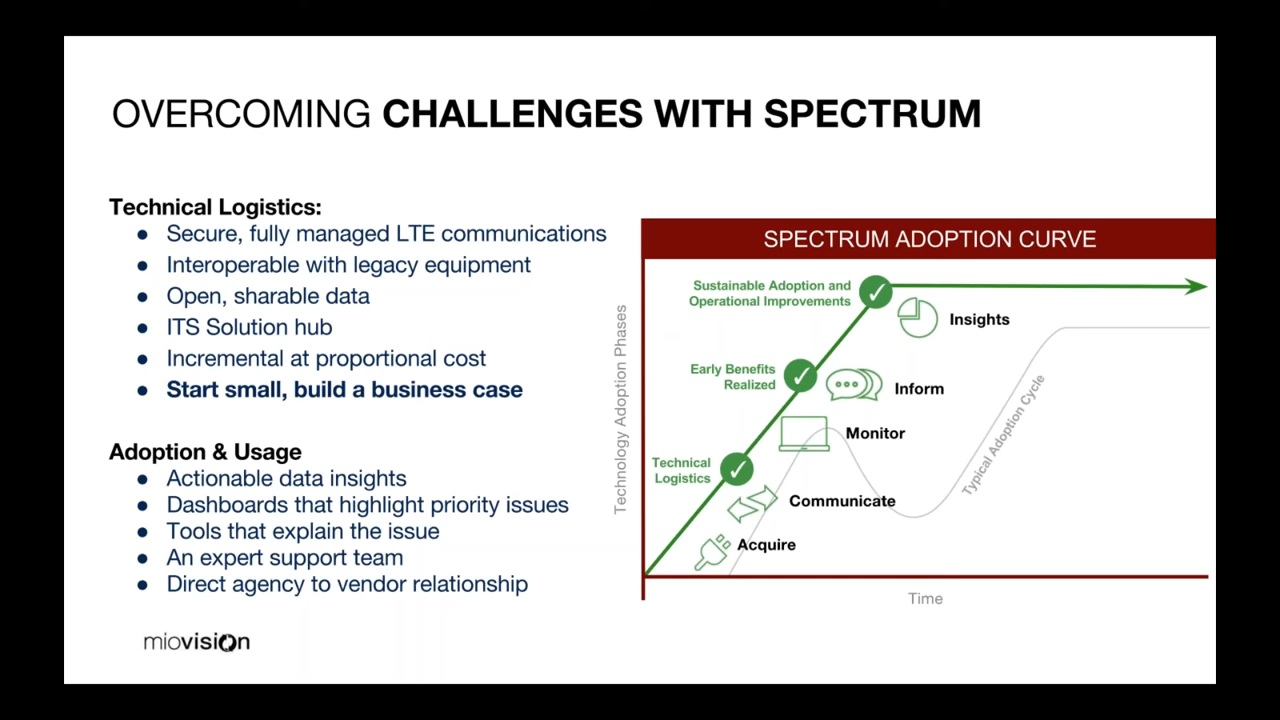 OVERCOMING CHALLENGES WITH SPECTRUM
Technical Logistics:
● Secure, fully managed LTE communications
● Interoperable with legacy equipment
● Open, sharable data
● ITS Solution hub
● Incremental at proportional cost
● Start small, build a business case
Adoption & Usage
● Actionable data insights
● Dashboards that highlight priority issues
● Tools that explain the issue
● An expert support team
● Direct agency to vendor relationship
miovision
SPECTRUM ADOPTION CURVE
Technology Adoption Phases
Sustainable Adoption and
Operational Improvements
Insights
Early Benefits
Realized
Inform
Monitor
Typical Adoption Cycle
Technical
Logistics
Communicate
Acquire
Time